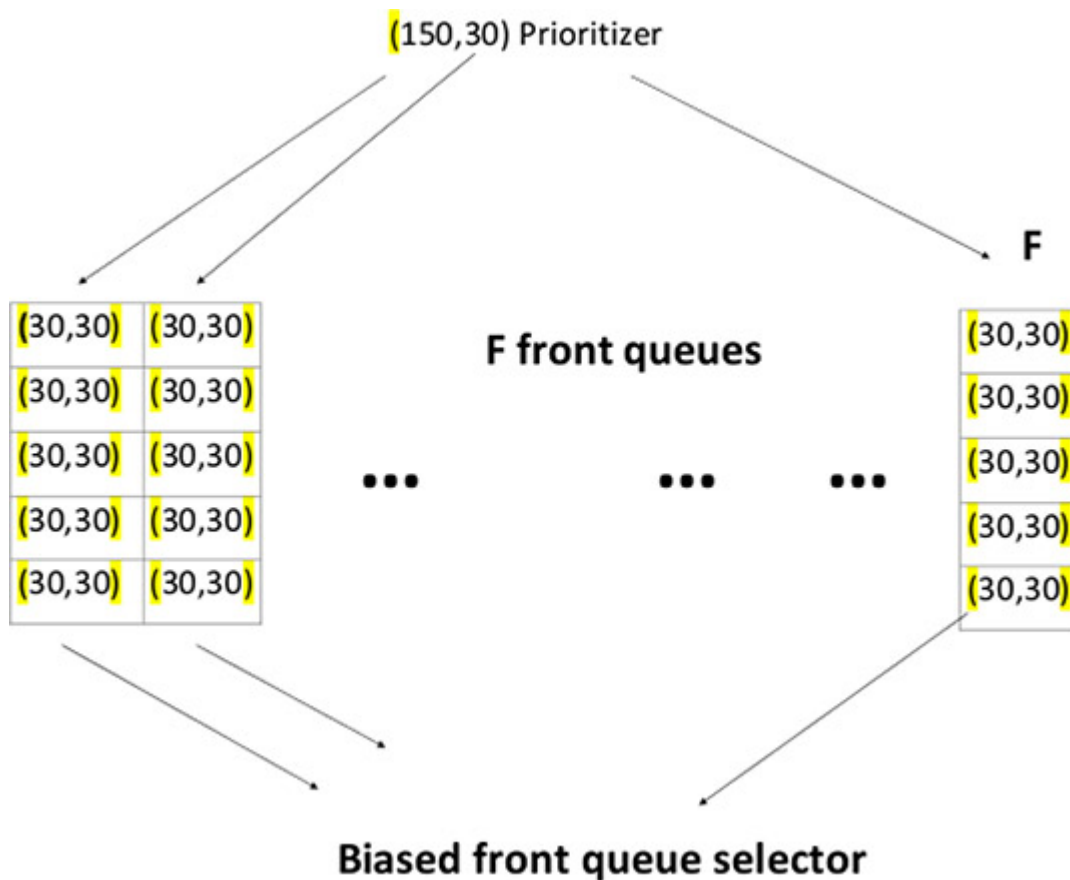 (150,30) Prioritizer
F
(30,30) (30,30)
F front queues
(30,30)
(30,30) (30,30)
(30,30)
(30,30) (30,30)
(30,30)
... ... ...
(30,30) (30,30)
(30,30)
(30,30) (30,30)
(30,30)
Biased front queue selector